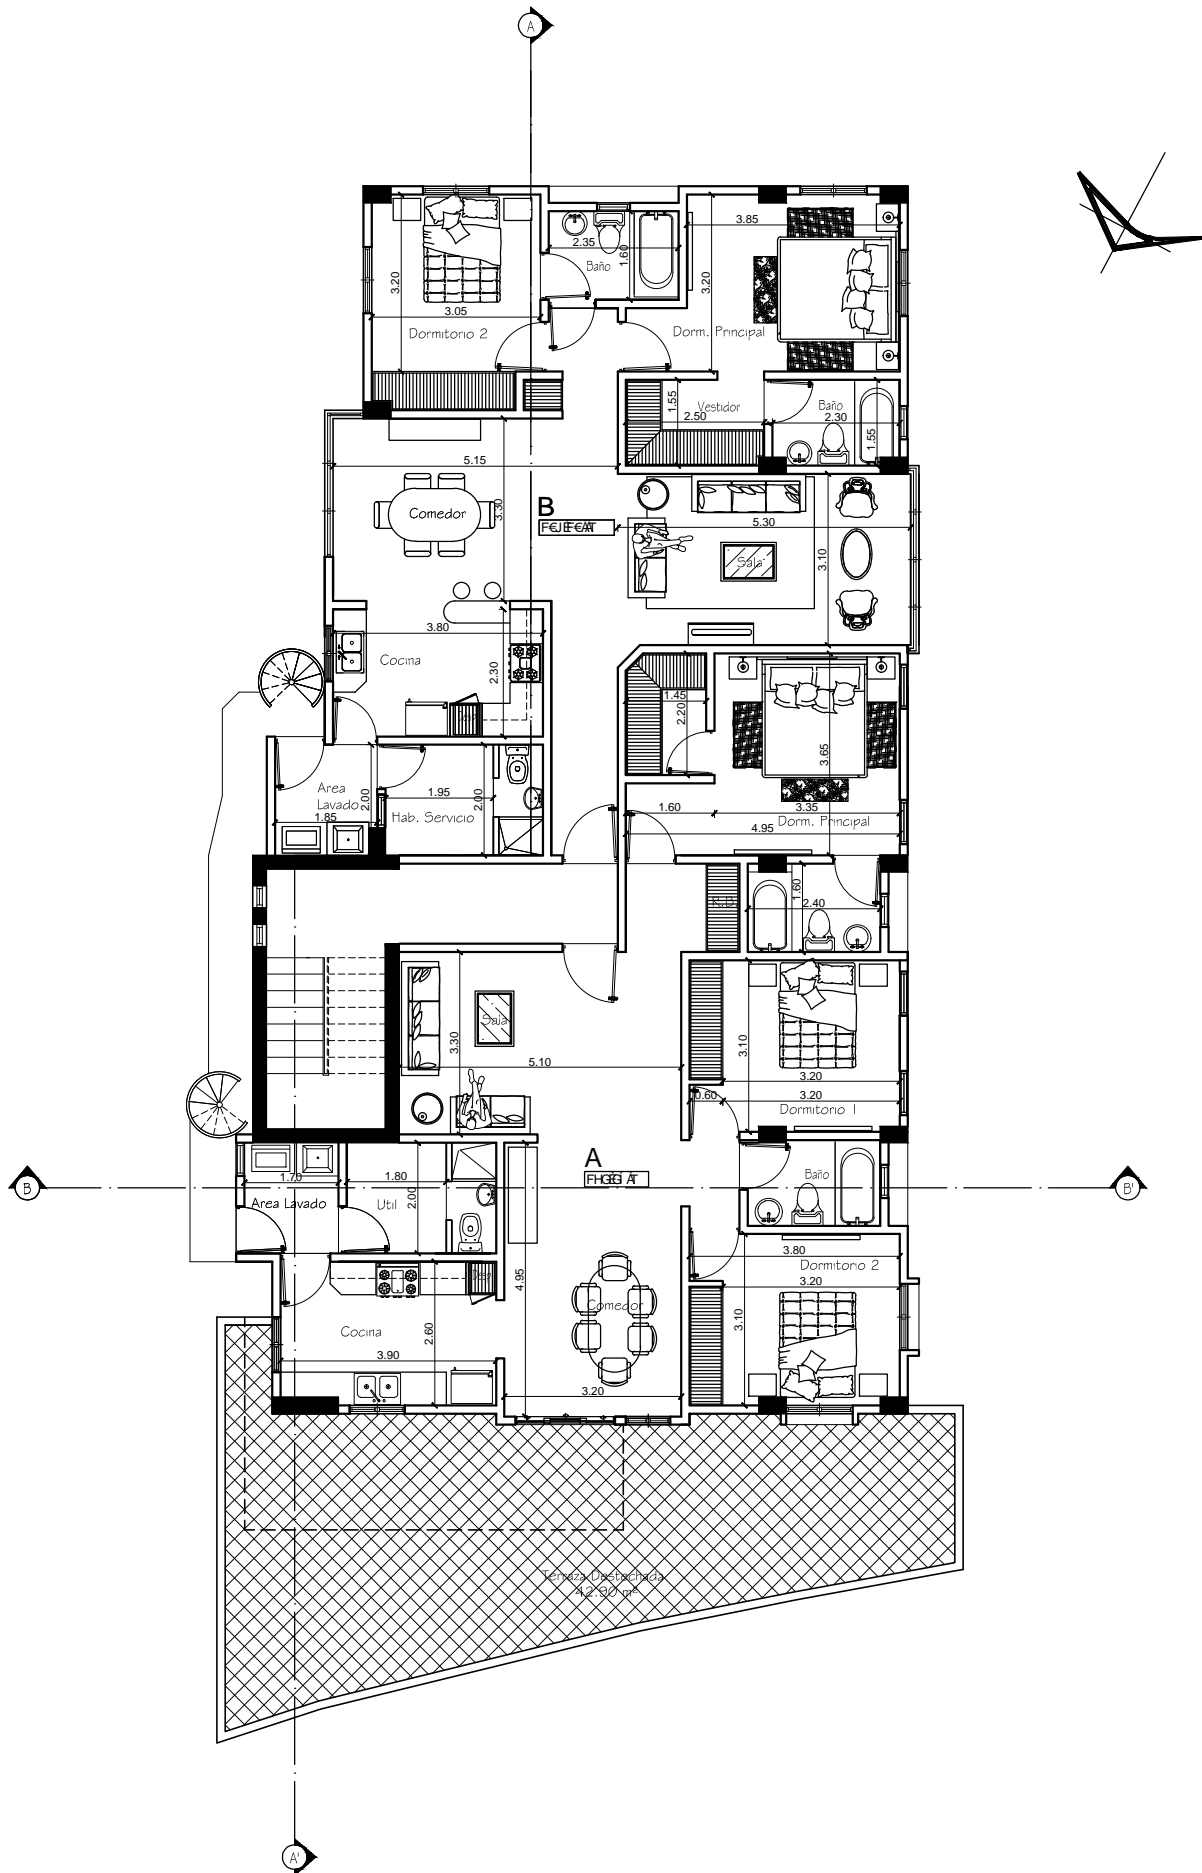 A
3.85
2.35
1.60
Baño
3.20
3.20
3.05
Dormitorio 2
Dorm. Principal
1.55
Vestidor
2.50
Baño
2.30
1.55
5.15
3.30
Comedor
B
5.30
Sala
3.10
3.80
Cocina
2.30
1.45
2.20
3.65
Area
Lavado
2.00
1.85
1.95
2.00
Hab. Servicio
1.60
3.35
Dorm. Principal
4.95
1.60
2.40
Sala
3.30
5.10
3.10
3.20
0.60
3.20
Dormitorio 1
A
B
B'
1.70
1.80
2.00
Area Lavado
Util
Baño
3.80
Dormitorio 2
3.20
4.95
Comedor
3.10
Cocina
2.60
3.90
3.20
Terraza Destechada
42.90 m²
A'